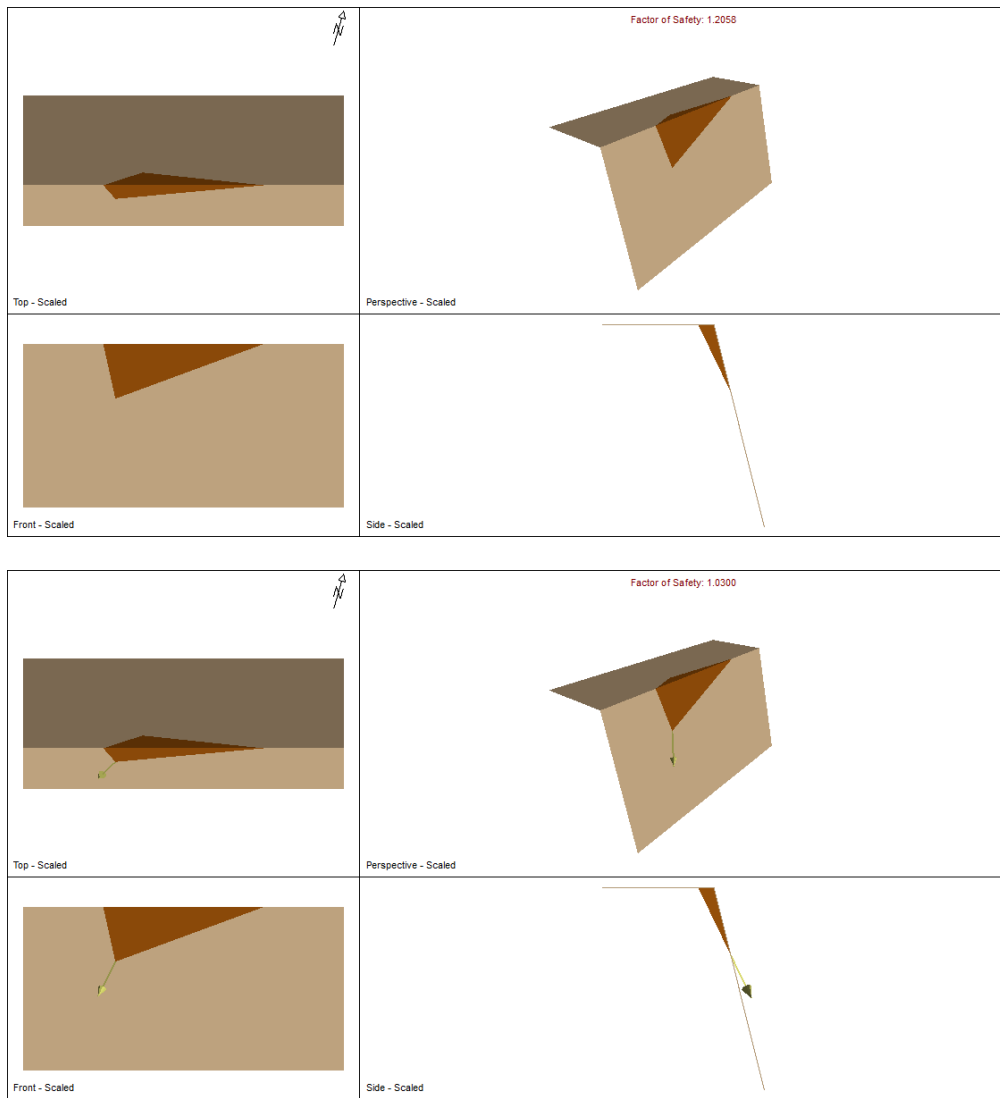 N
Factor of Safety: 1.2058
Top - Scaled
Perspective - Scaled
Front - Scaled
Side - Scaled
N
Factor of Safety: 1.0300
Top - Scaled
Perspective - Scaled
Front - Scaled
Side - Scaled